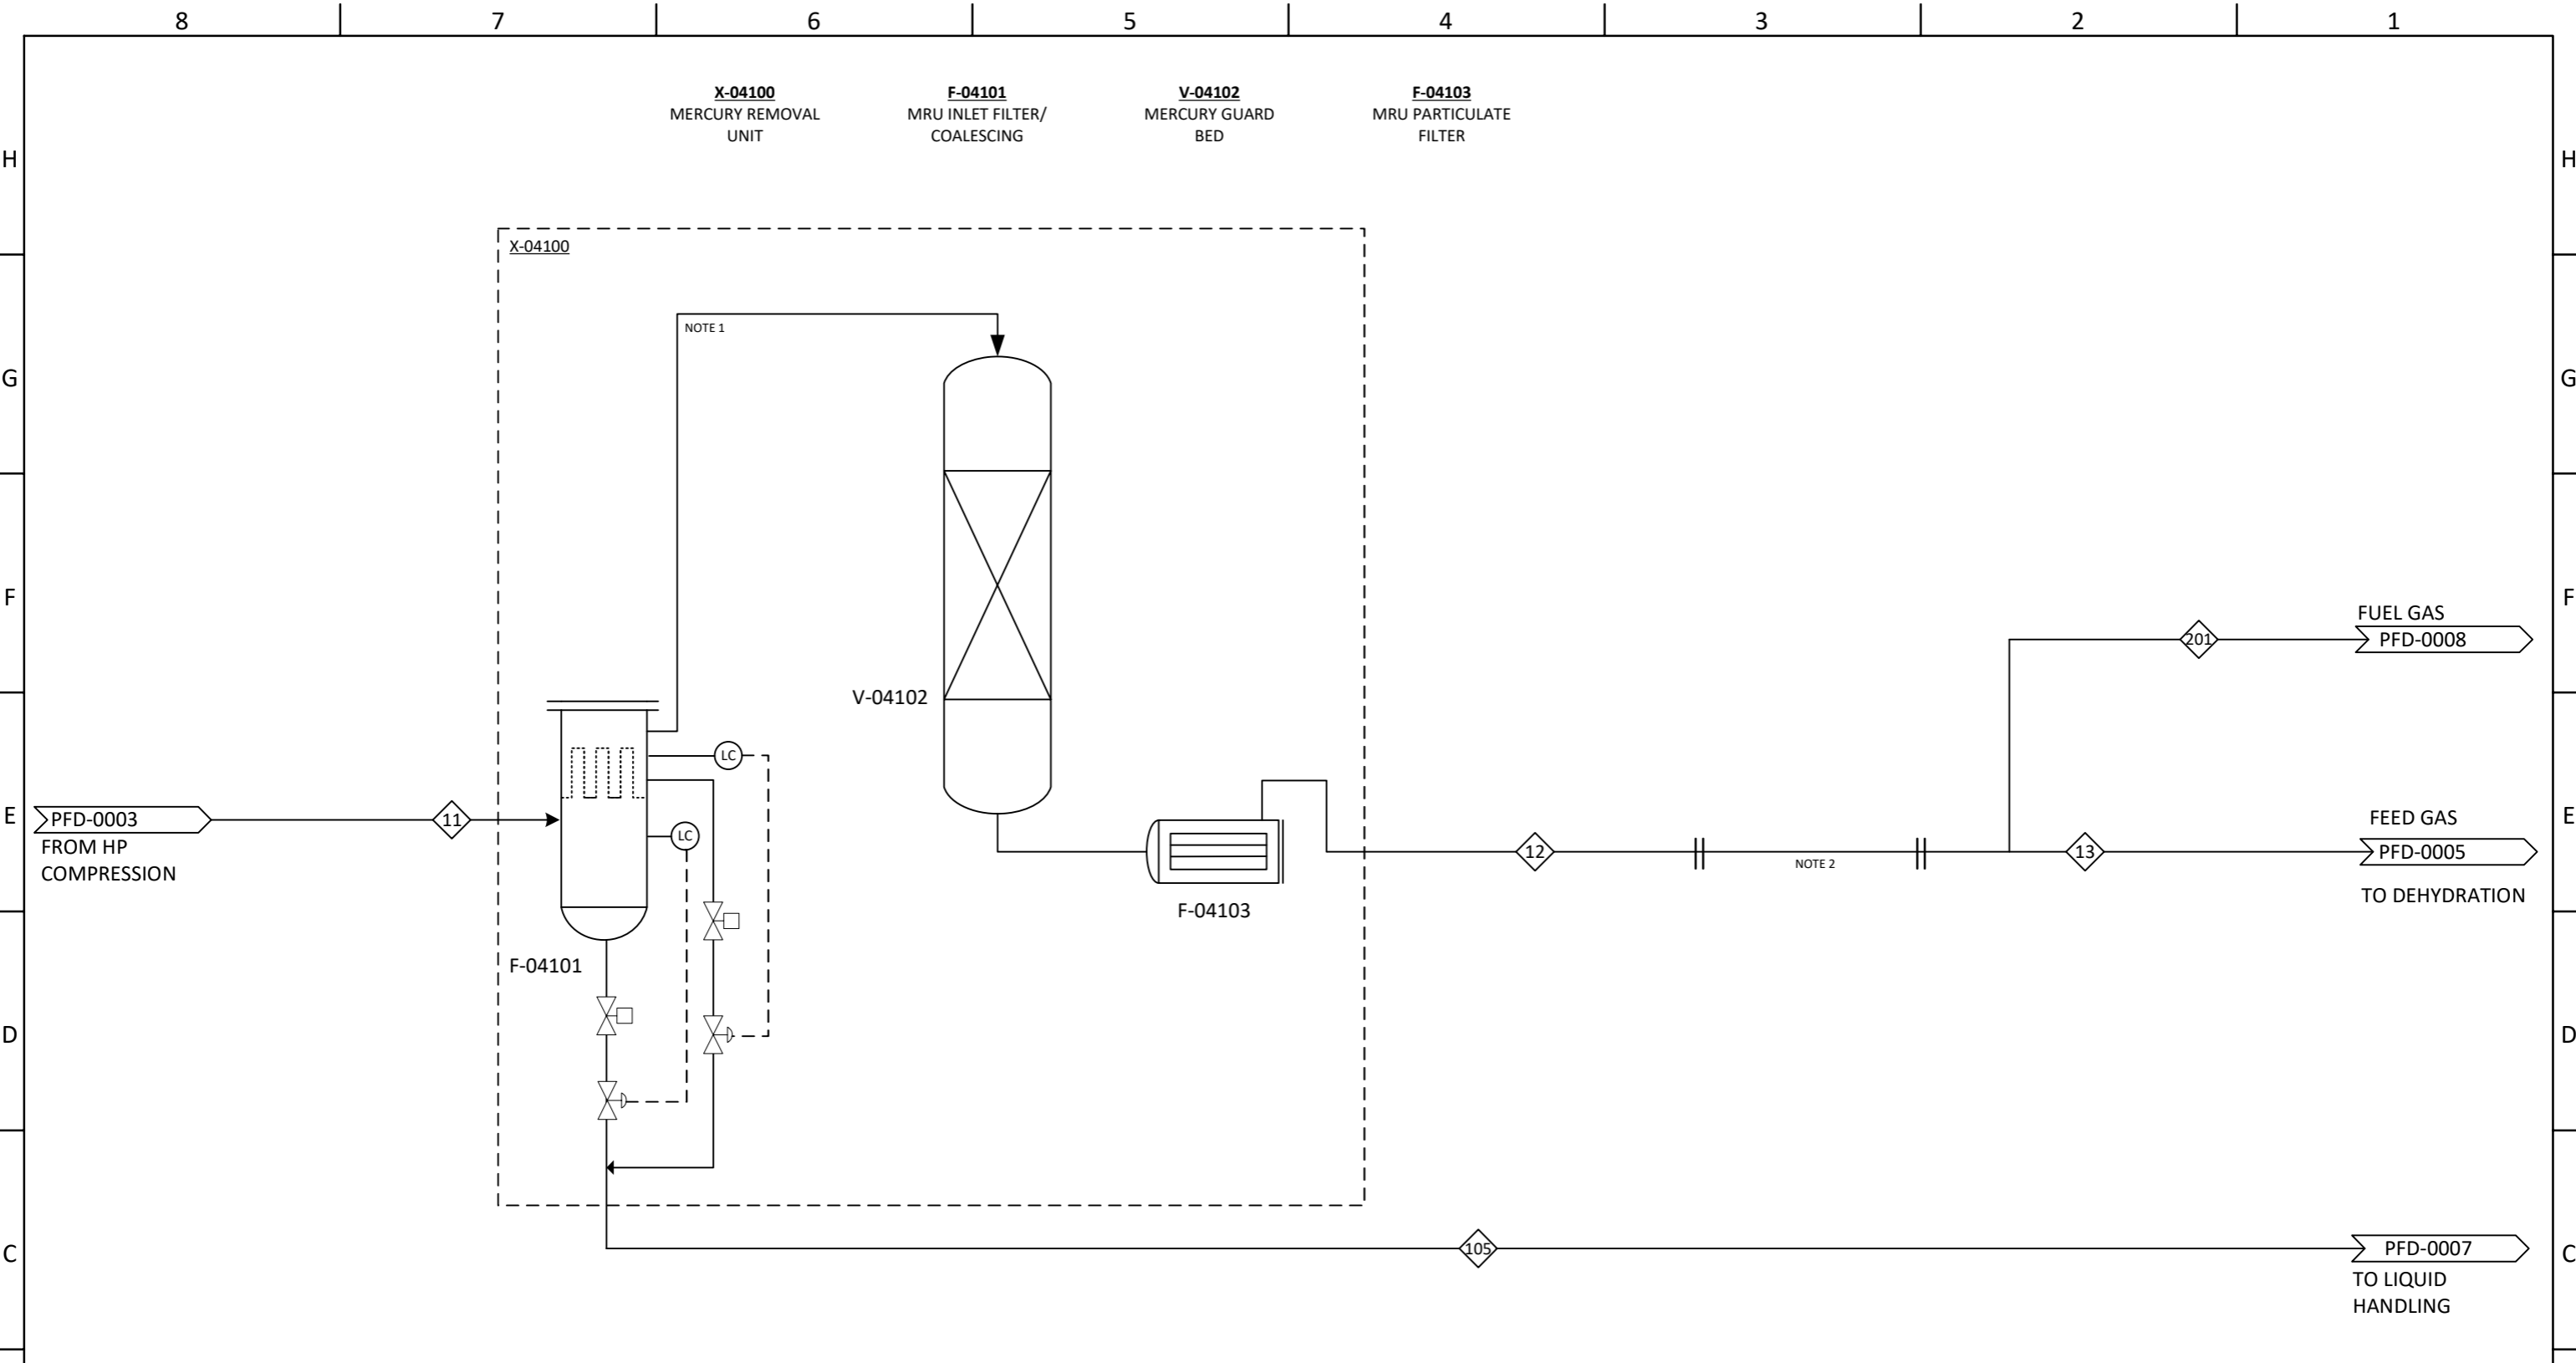 8 7 6 5 4 3 2 1
X-04100
MERCURY REMOVAL
UNIT
F-04101
MRU INLET FILTER/
COALESCING
V-04102
MERCURY GUARD
BED
F-04103
MRU PARTICULATE
FILTER
H H
X-04100
NOTE 1
G G
F F
FUEL GAS
201
PFD-0008
V-04102
LC
LC
E E
PFD-0003
11
FROM HP
COMPRESSION
12
NOTE 2
13
FEED GAS
PFD-0005
TO DEHYDRATION
F-04103
F-04101
D D
C C
105
PFD-0007
TO LIQUID
HANDLING